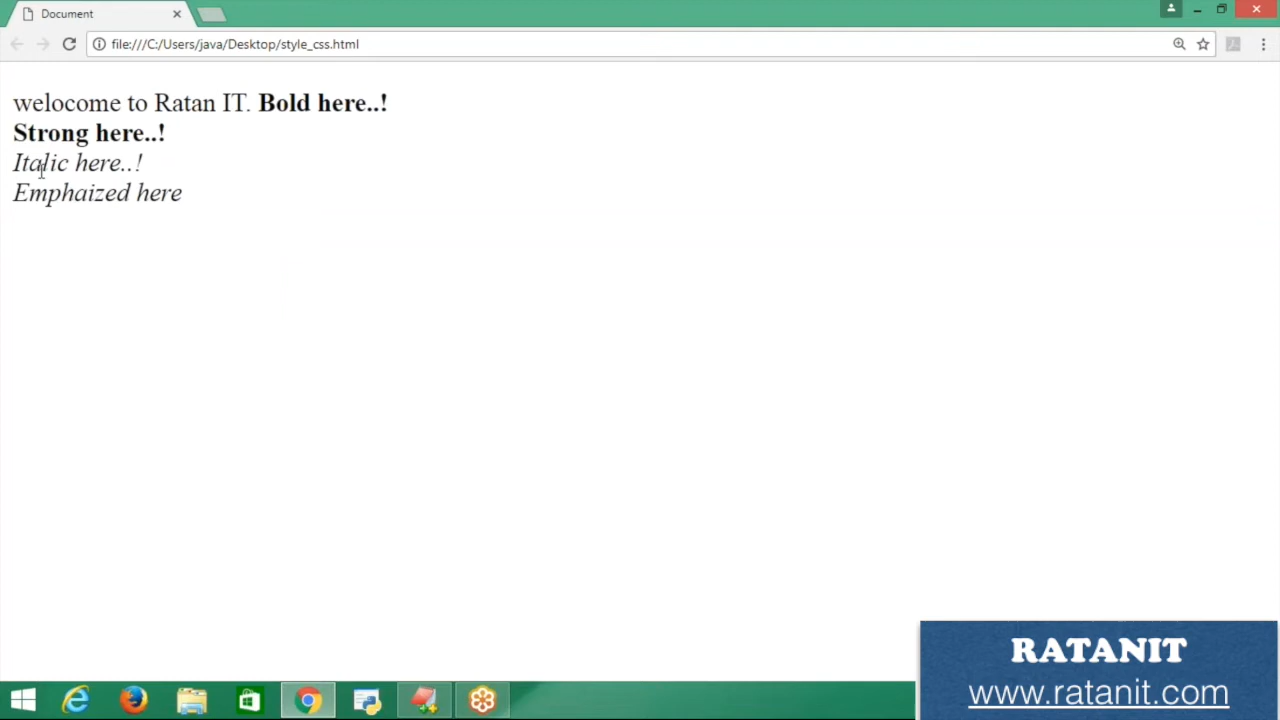 Document
file:///C:/Users/java/Desktop/style_css.html
welocome to Ratan IT. Bold here..!
Strong here..!
Italic here..!
Emphaized here
RATANIT
www.ratanit.com